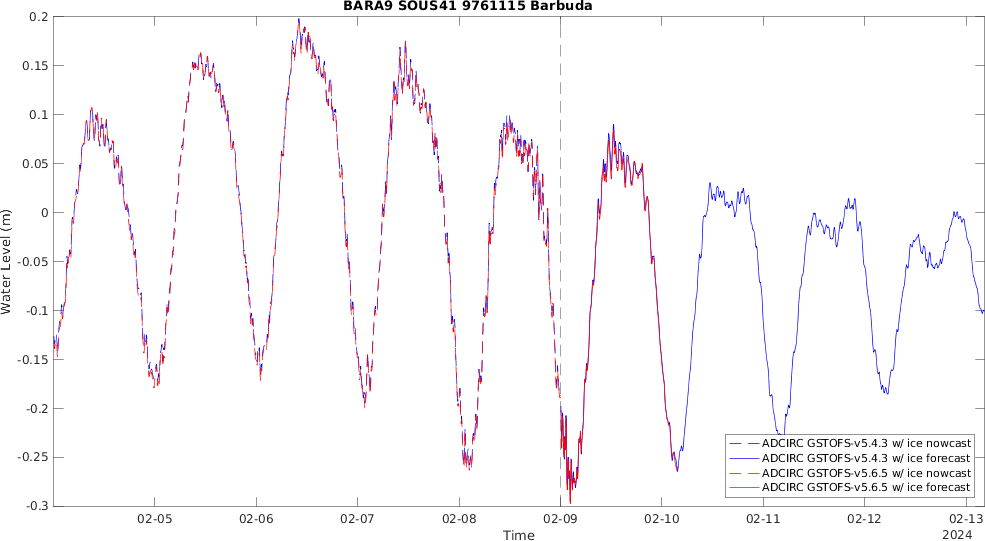 BARA9 SOUS41 9761115 Barbuda
0.2
0.15
0.1
0.05
0
-0.05
-0.1
-0.15
-0.2
-0.25
-0.3
Water Level (m)
ADCIRC GSTOFS-v5.4.3 w/ ice nowcast
ADCIRC GSTOFS-v5.4.3 w/ ice forecast
ADCIRC GSTOFS-v5.6.5 w/ ice nowcast
ADCIRC GSTOFS-v5.6.5 w/ ice forecast
02-05 02-06 02-07 02-08 02-09 02-10 02-11 02-12 02-13
Time 2024